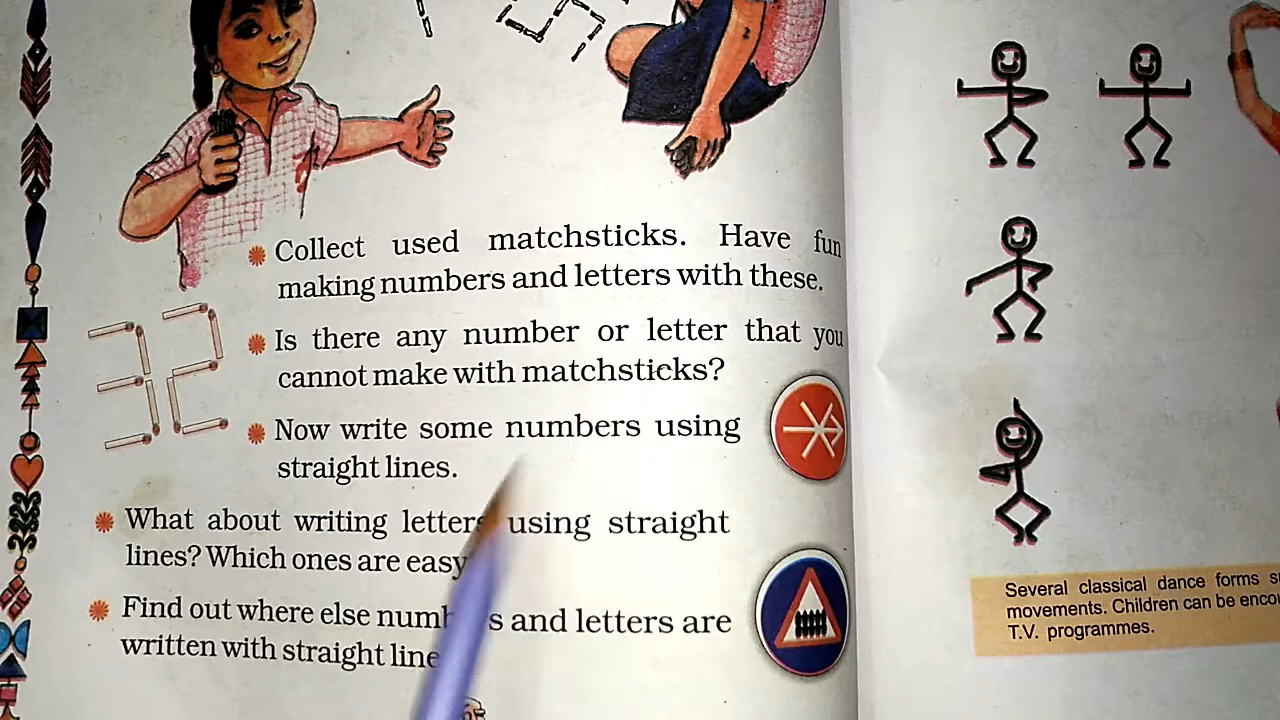 Collect used matchsticks. Have fun
making numbers and letters with these.
32
Is there any number or letter that you
cannot make with matchsticks?
Now write some numbers using
straight lines.
What about writing letters using straight
lines? Which ones are easy
Find out where else and letters are
written with straight
Several classical dance forms
movements. Children can be
T.V. programmes.